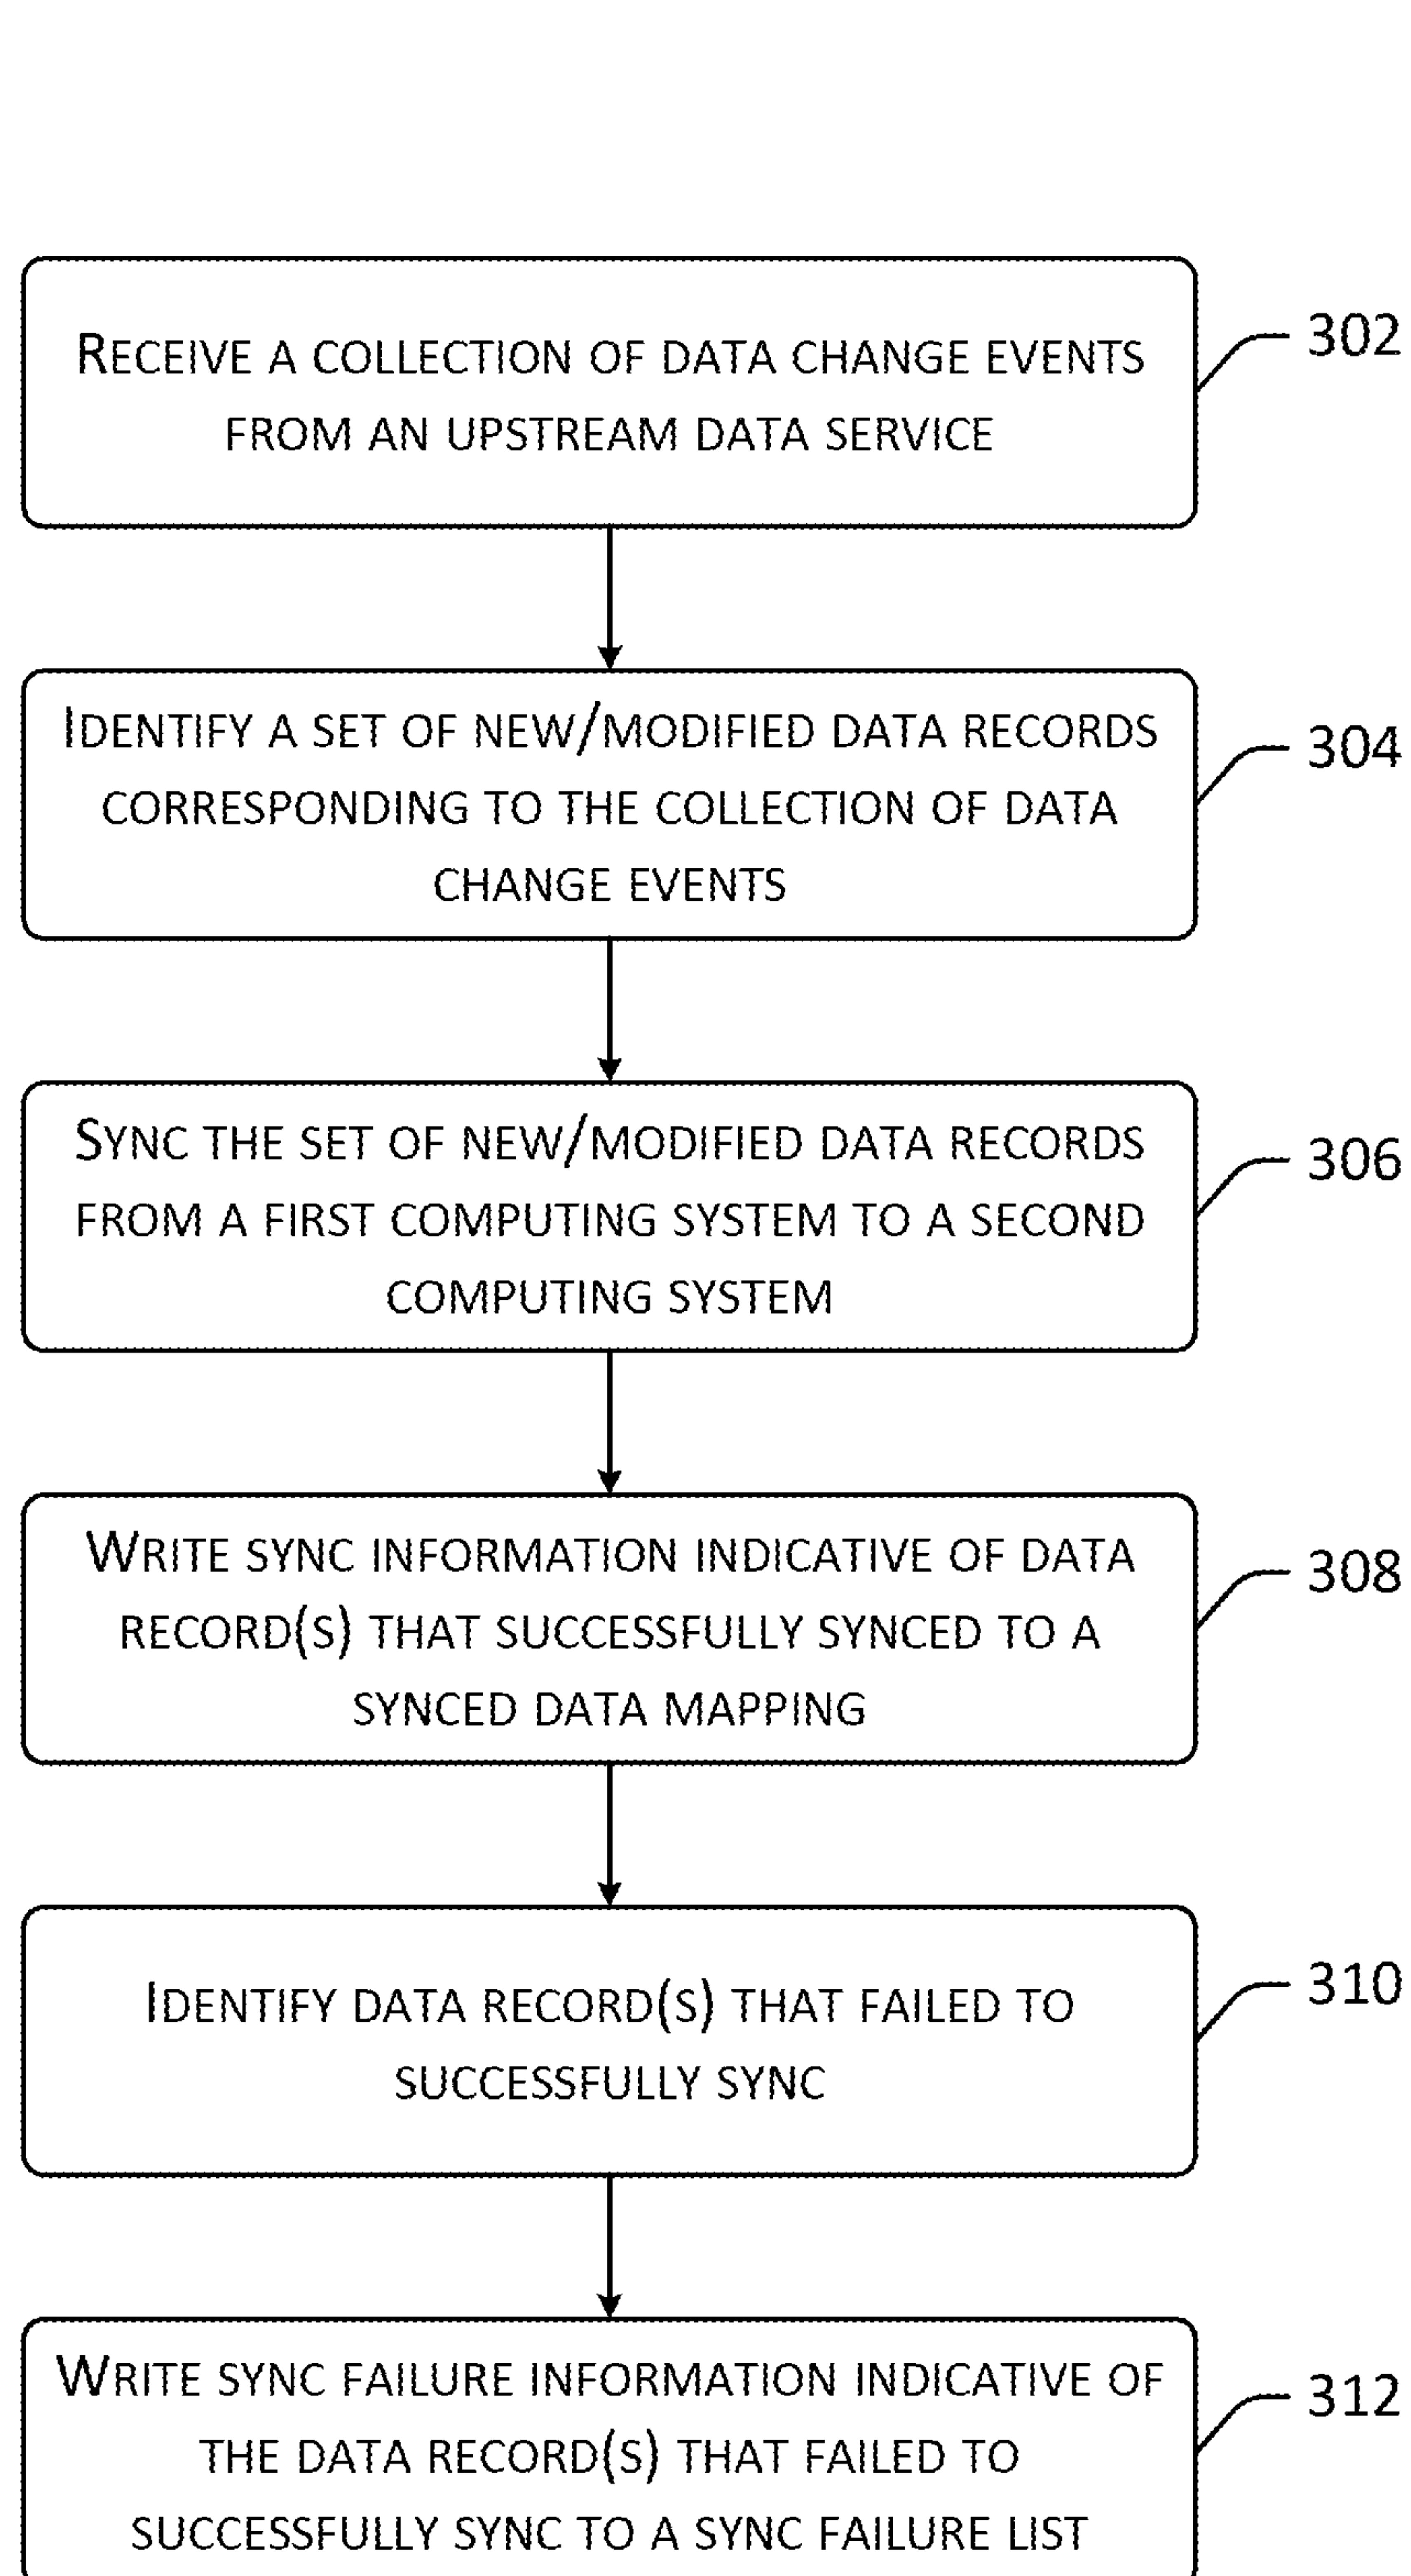 RECEIVE A COLLECTION OF DATA CHANGE EVENTS
FROM AN UPSTREAM DATA SERVICE
302
IDENTIFY A SET OF NEW/MODIFIED DATA RECORDS
CORRESPONDING TO THE COLLECTION OF DATA
CHANGE EVENTS
304
SYNC THE SET OF NEW/MODIFIED DATA RECORDS
FROM A FIRST COMPUTING SYSTEM TO A SECOND
COMPUTING SYSTEM
306
WRITE SYNC INFORMATION INDICATIVE OF DATA
RECORD(S) THAT SUCCESSFULLY SYNCED TO A
SYNCED DATA MAPPING
308
IDENTIFY DATA RECORD(S) THAT FAILED TO
SUCCESSFULLY SYNC
310
WRITE SYNC FAILURE INFORMATION INDICATIVE OF
THE DATA RECORD(S) THAT FAILED TO
SUCCESSFULLY SYNC TO A SYNC FAILURE LIST
312